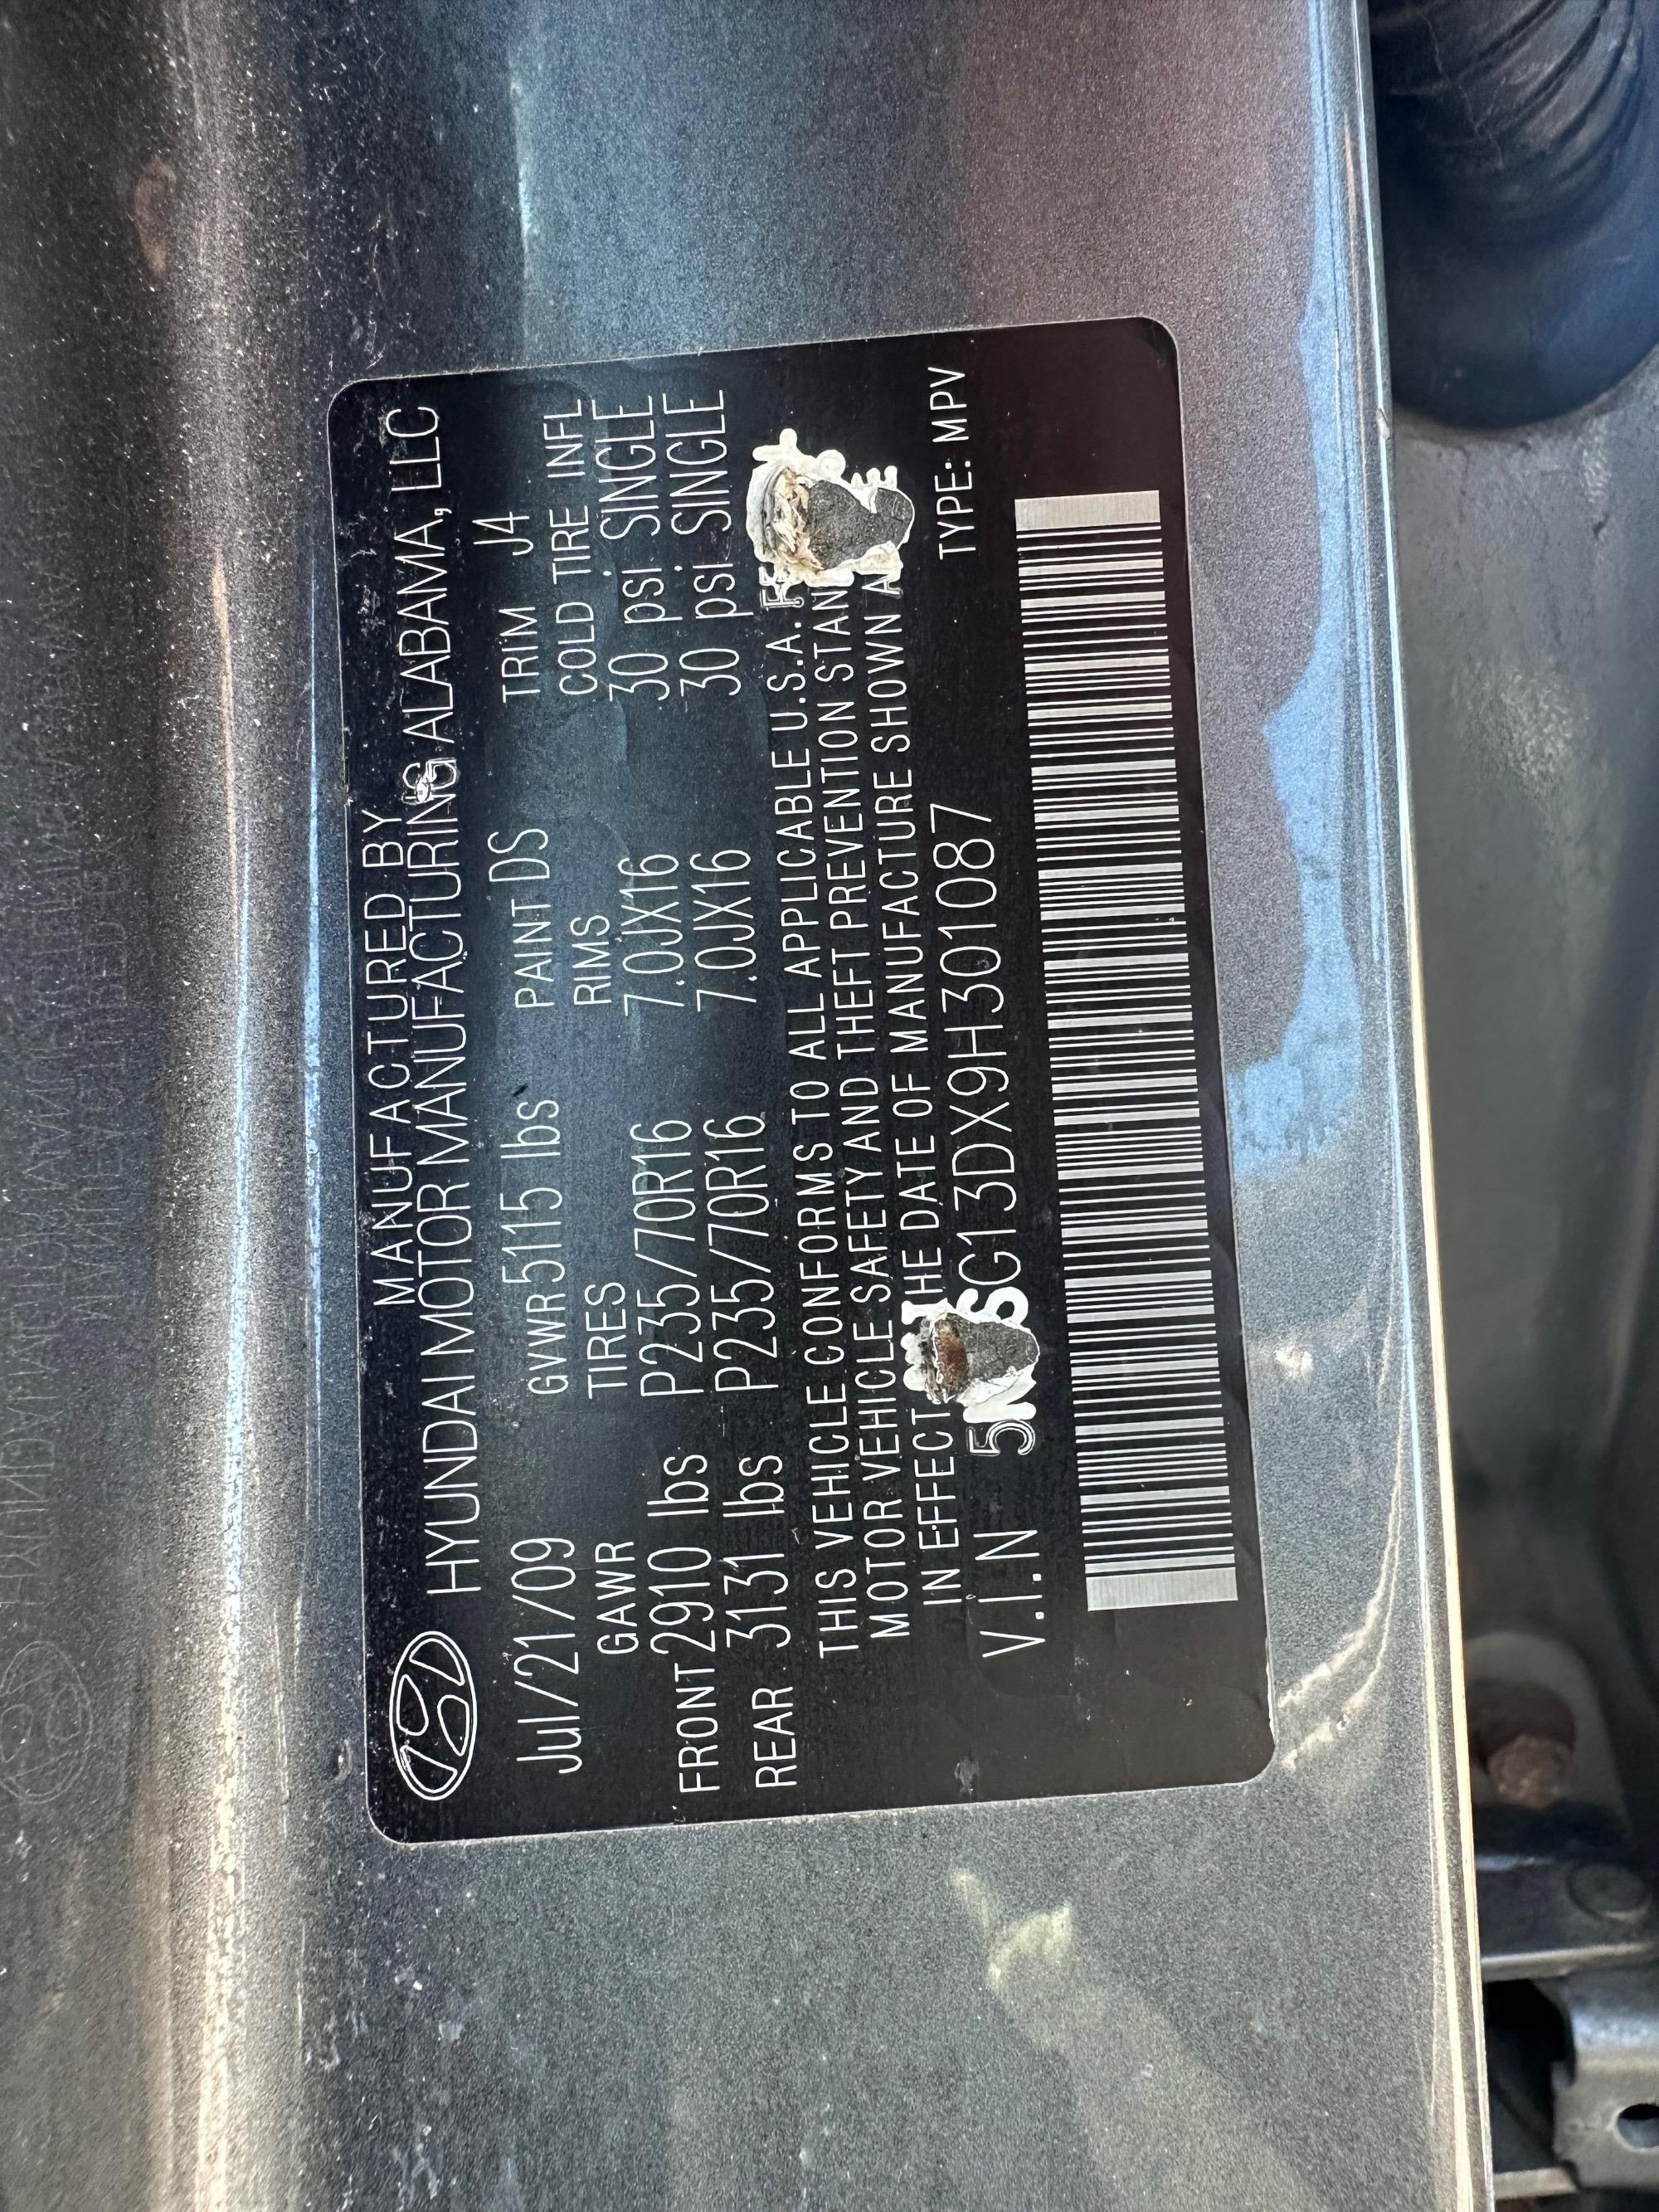 MANUFACTURED BY
HYUNDAI MOTOR MANUFACTURING ALABAMA, LLC
Jul/21/09 GVWR 5115 lbs PAINT DS TRIM J4
GAWR TIRES RIMS COLD TIRE INFL
FRONT 2910 lbs P235/70R16 7.0JX16 30 psi SINGLE
REAR 3131 lbs P235/70R16 7.0JX16 30 psi SINGLE
THIS VEHICLE CONFORMS TO ALL APPLICABLE U.S.A.
MOTOR VEHICLE SAFETY AND THEFT PREVENTION STAN
IN EFFECT THE DATE OF MANUFACTURE SHOWN A
V.I.N 5N SG13DX9H301087 TYPE: MPV